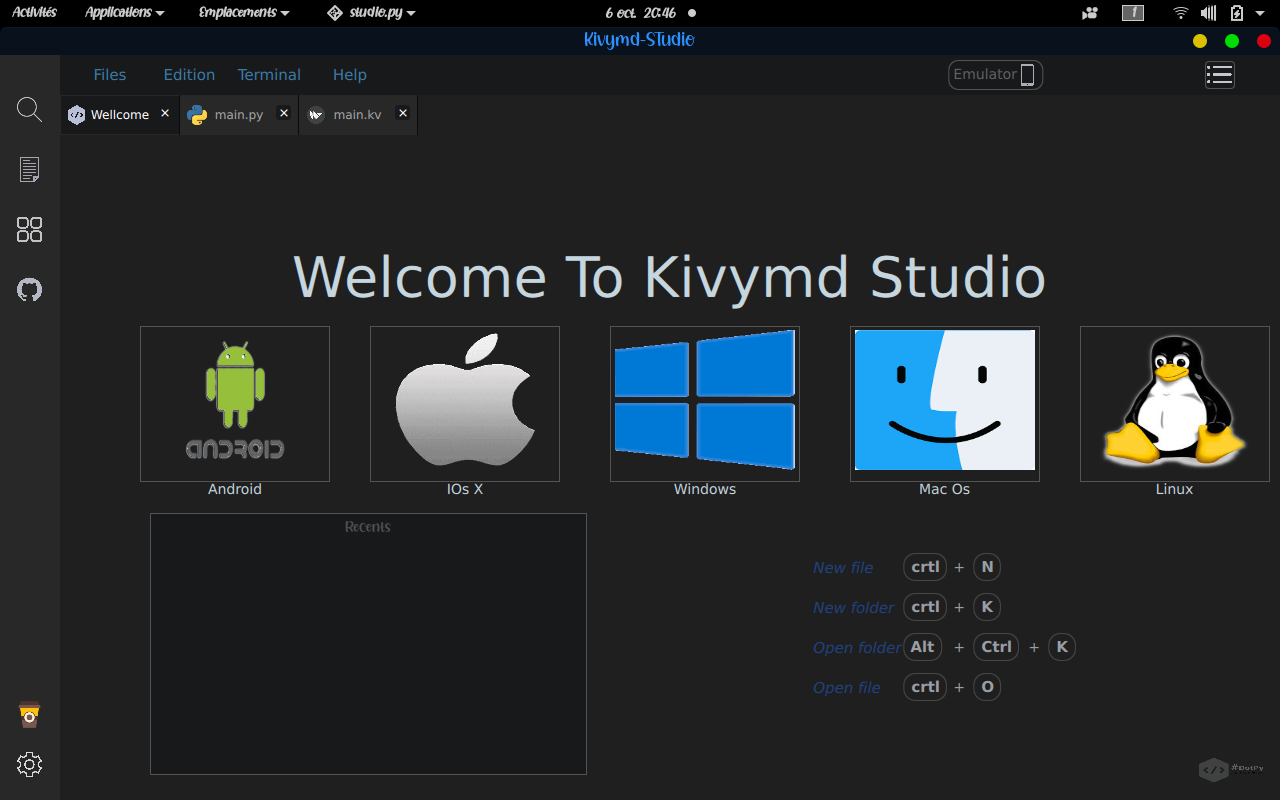 Activités Applications Emplacements studio.py 6 oct. 20:46 1
Kivymd-Studio
Files Edition Terminal Help Emulator
Wellcome × main.py × main.kv ×
Welcome To Kivymd Studio
ANDROID
Android IOs X Windows Mac Os Linux
Recents
New file crtl + N
New folder crtl + K
Open folder Alt + Ctrl + K
Open file crtl + O
</> #DotPy